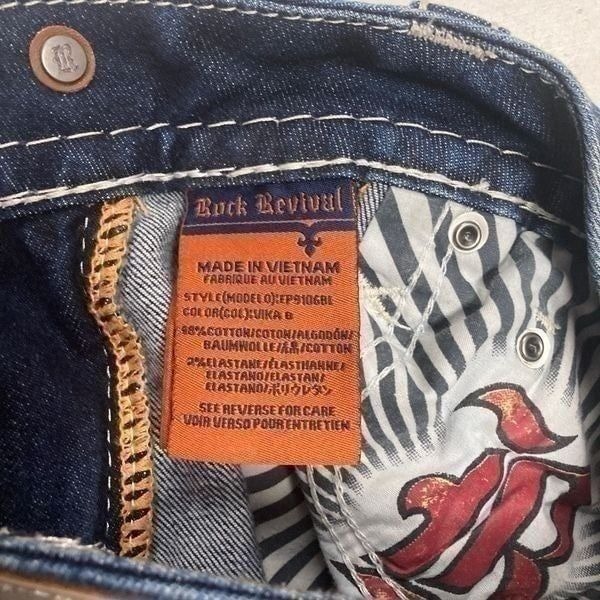 R
Rock Revival
MADE IN VIETNAM
FABRIQUE AU VIETNAM
STYLE(MODELO):EP9106BL
COLOR(COL):VIKA B
98%COTTON/COTON/ALGODÓN/
BAUMWOLLE/綿/COTTON
2%ELASTANE/ÉLASTHANNE/
ELASTANO/ELASTAN/
ELASTANO/ポリウレタン
SEE REVERSE FOR CARE
VOIR VERSO POUR ENTRETIEN